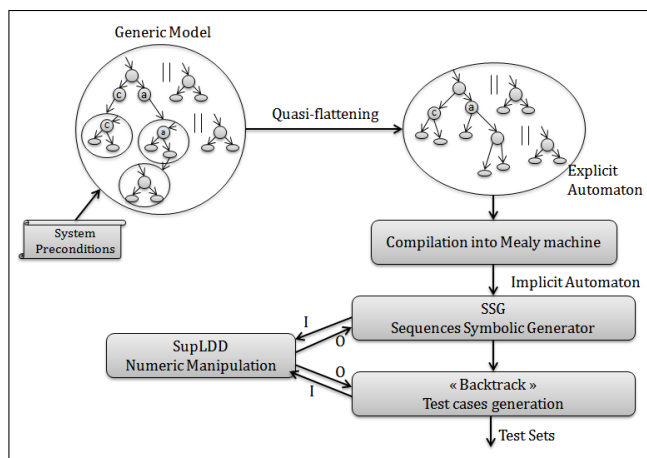 Generic Model
c
a
||
c
a
||
Quasi-flattening
c
a
||
||
Explicit
Automaton
System
Preconditions
Compilation into Mealy machine
Implicit Automaton
SSG
Sequences Symbolic Generator
I
O
SupLDD
Numeric Manipulation
O
I
« Backtrack »
Test cases generation
Test Sets